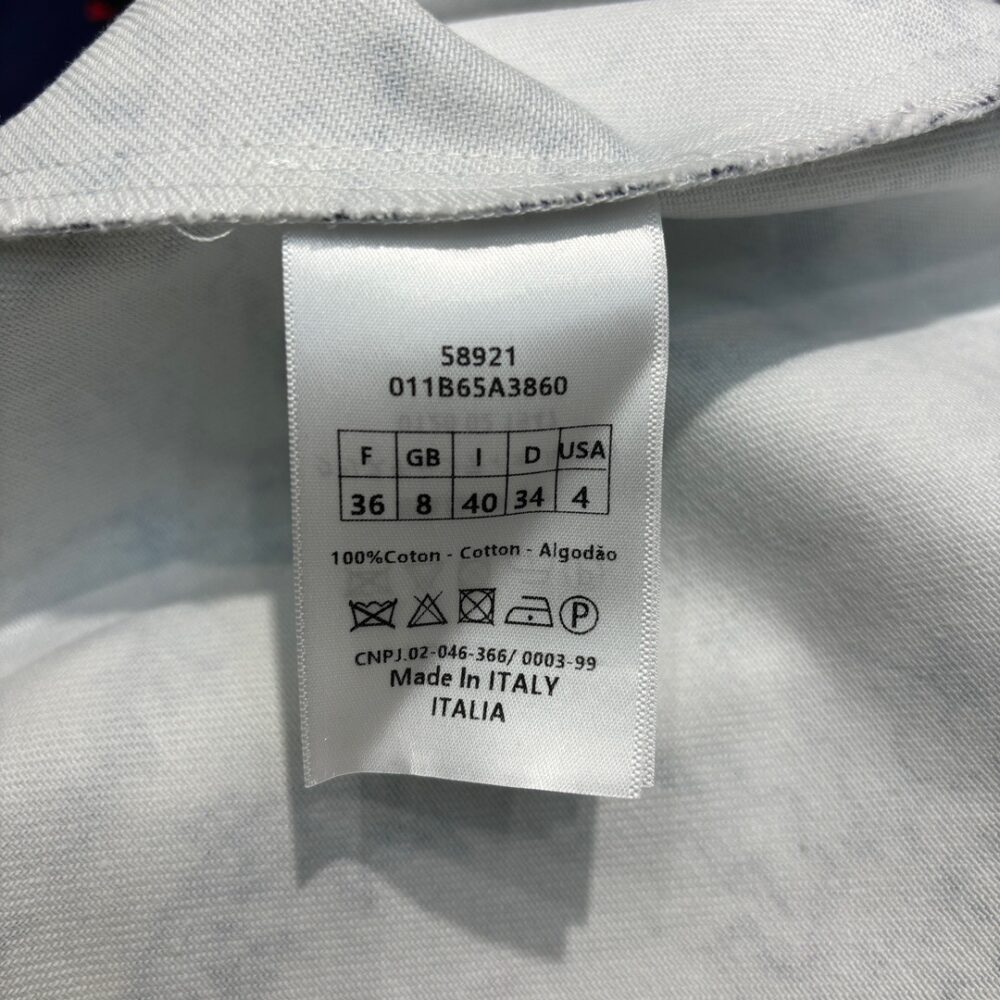 58921
011B65A3860
F GB I D USA
36 8 40 34 4
100%Coton - Cotton - Algodão
P
CNPJ.02-046-366/ 0003-99
Made In ITALY
ITALIA